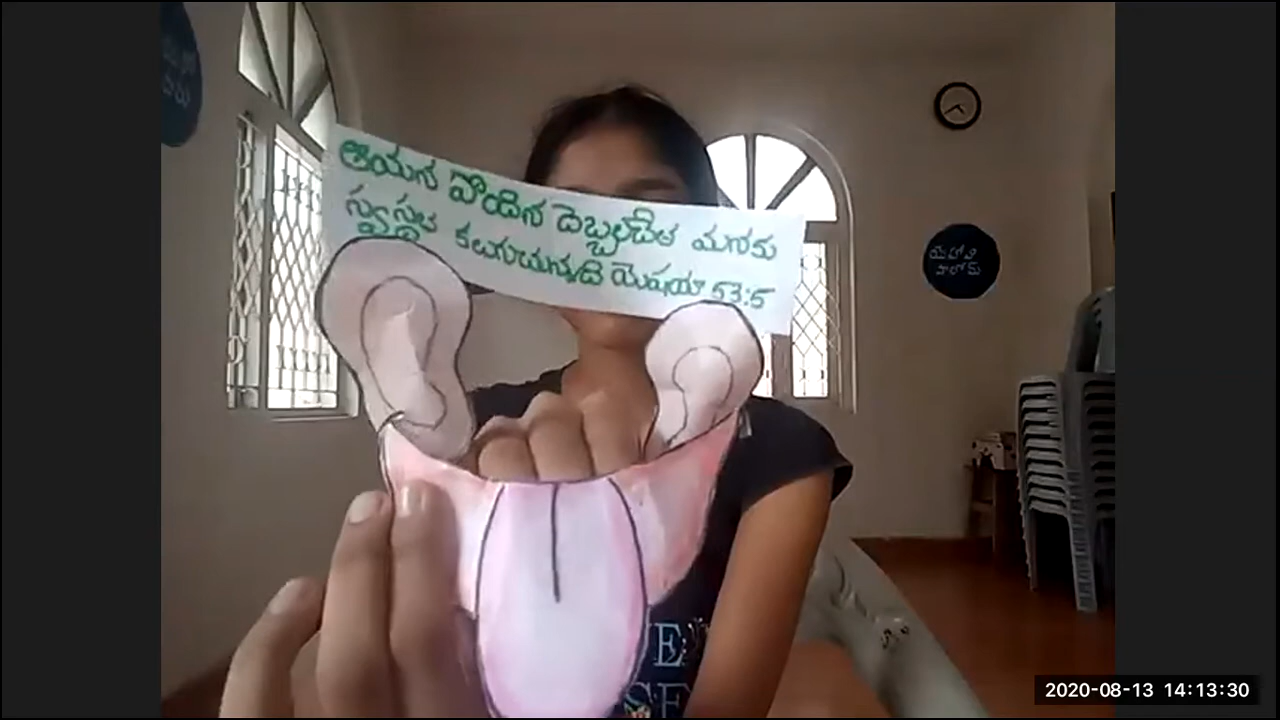 ఆయన పొందిన దెబ్బలచేత మనకు
స్వస్థత కలుగుచున్నది యెషయా 53:5
యెహోవా
షాలోమ్
2020-08-13 14:13:30